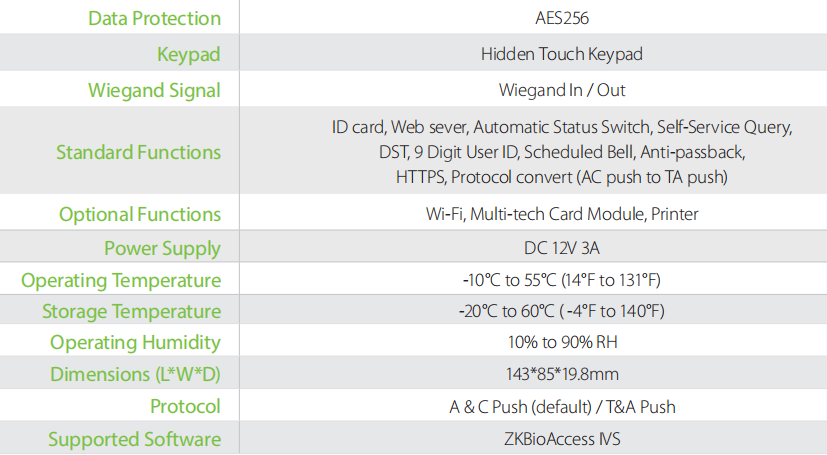 Data Protection AES256
Keypad Hidden Touch Keypad
Wiegand Signal Wiegand In / Out
Standard Functions ID card, Web sever, Automatic Status Switch, Self-Service Query,
DST, 9 Digit User ID, Scheduled Bell, Anti-passback,
HTTPS, Protocol convert (AC push to TA push)
Optional Functions Wi-Fi, Multi-tech Card Module, Printer
Power Supply DC 12V 3A
Operating Temperature -10°C to 55°C (14°F to 131°F)
Storage Temperature -20°C to 60°C ( -4°F to 140°F)
Operating Humidity 10% to 90% RH
Dimensions (L*W*D) 143*85*19.8mm
Protocol A & C Push (default) / T&A Push
Supported Software ZKBioAccess IVS